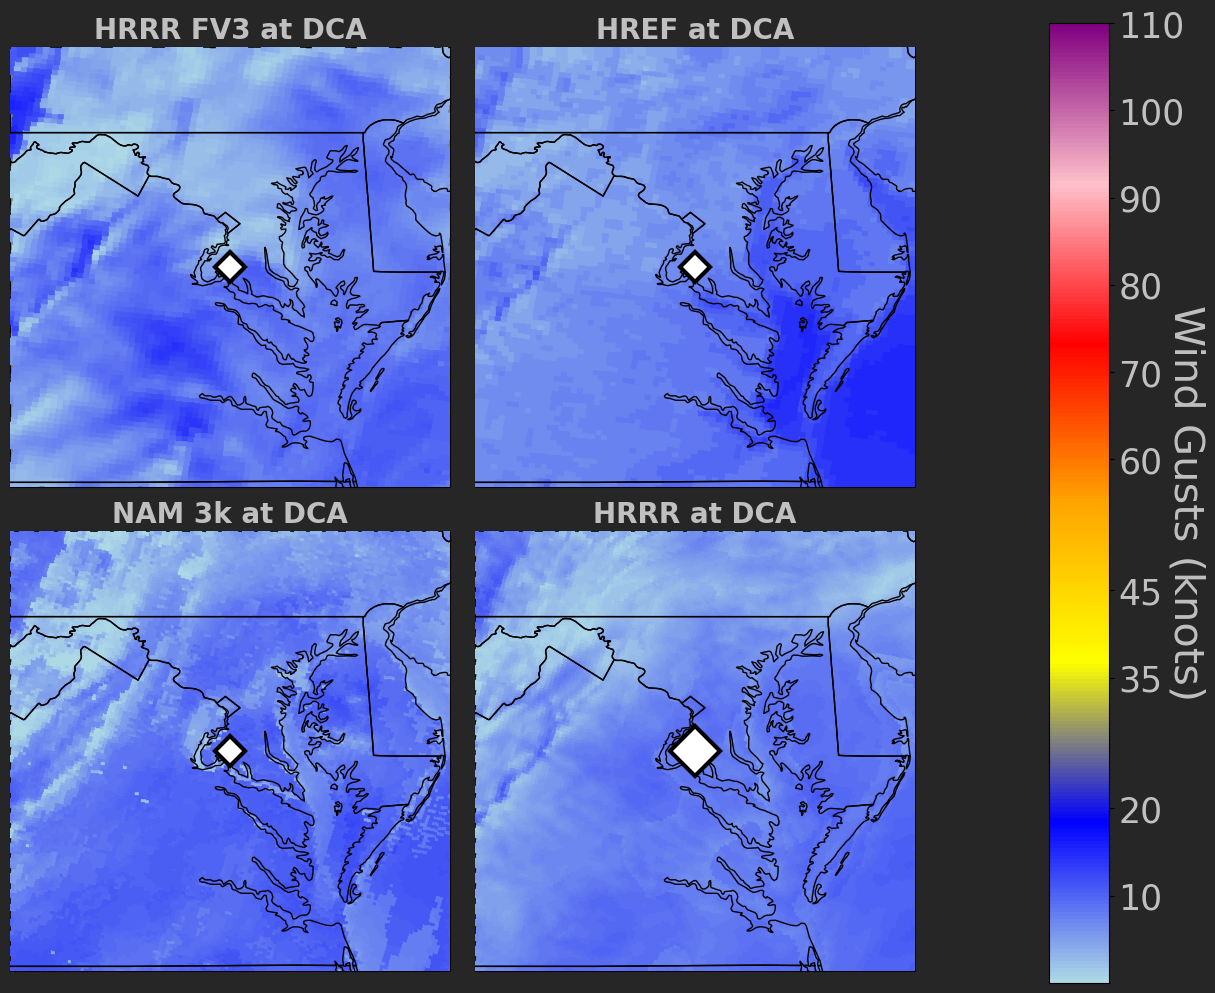 HRRR FV3 at DCA
HREF at DCA
NAM 3k at DCA
HRRR at DCA
110
100
90
80
70
60
45
35
20
10
Wind Gusts (knots)